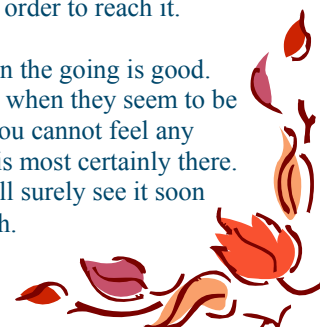 order to reach it.
n the going is good.
when they seem to be
ou cannot feel any
is most certainly there.
ll surely see it soon
h.